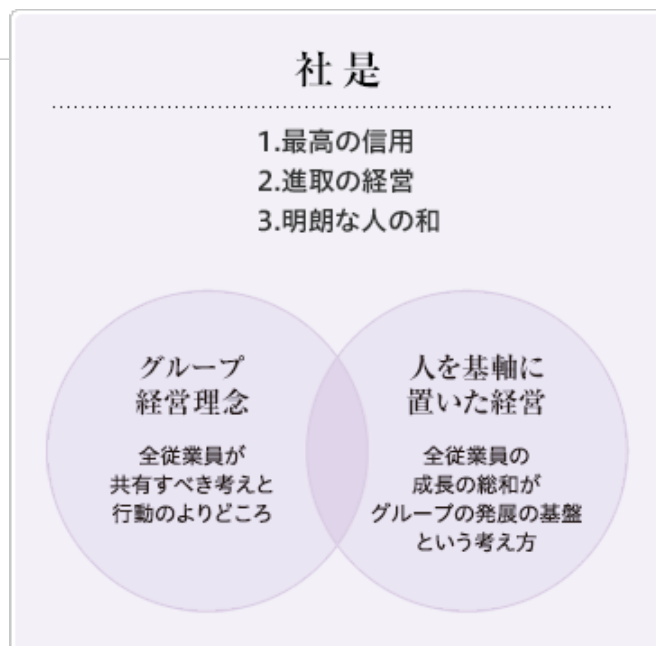 社是
1.最高の信用
2.進取の経営
3.明朗な人の和
グループ
経営理念
全従業員が
共有すべき考えと
行動のよりどころ
人を基軸に
置いた経営
全従業員の
成長の総和が
グループの発展の基盤
という考え方